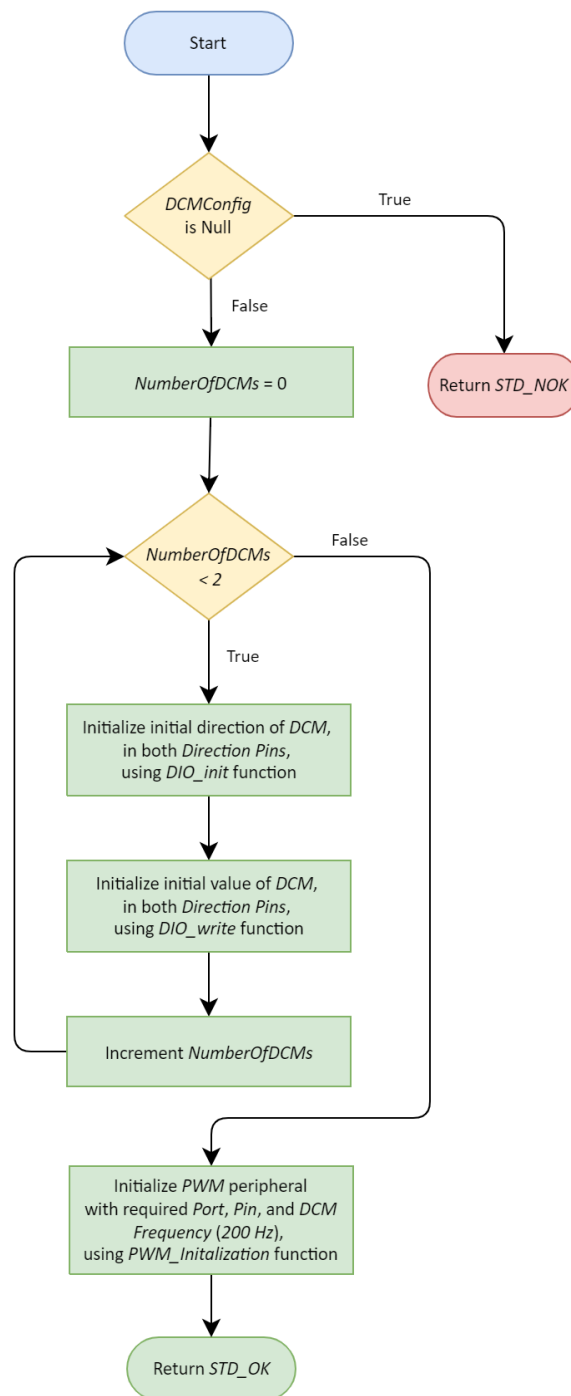 Start
DCMConfig
is Null
True
False
NumberOfDCMs = 0
Return STD_NOK
NumberOfDCMs
< 2
False
True
Initialize initial direction of DCM,
in both Direction Pins,
using DIO_init function
Initialize initial value of DCM,
in both Direction Pins,
using DIO_write function
Increment NumberOfDCMs
Initialize PWM peripheral
with required Port, Pin, and DCM
Frequency (200 Hz),
using PWM_Initalization function
Return STD_OK